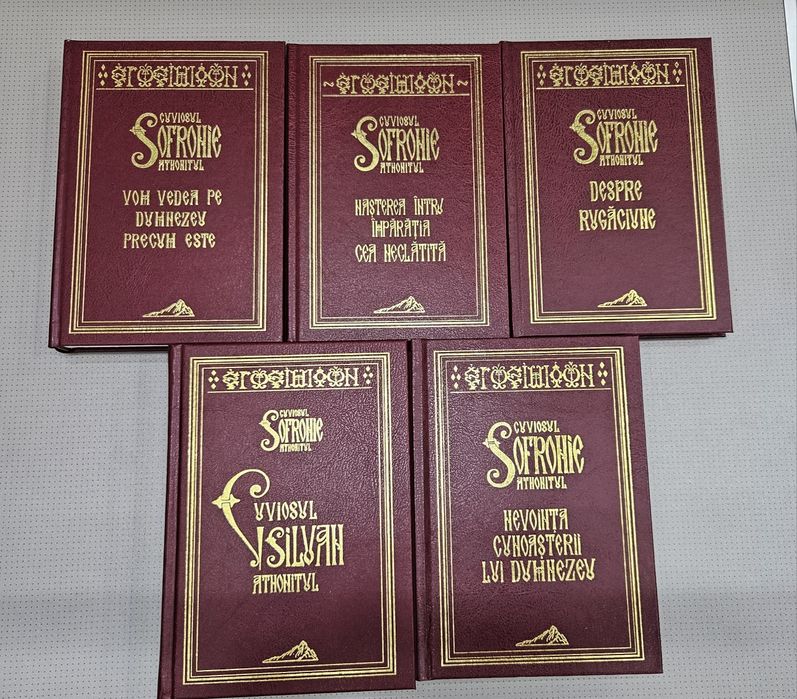 CUVIOSUL
SOFRONIE
ATHONITUL
VOM VEDEA PE
DUMNEZEU
PRECUM ESTE
CUVIOSUL
SOFRONIE
ATHONITUL
NAȘTEREA ÎNTRU
ÎMPĂRĂȚIA
CEA NECLĂTITĂ
CUVIOSUL
SOFRONIE
ATHONITUL
DESPRE
RUGĂCIUNE
CUVIOSUL
SOFRONIE
ATHONITUL
CUVIOSUL
SILUAN
ATHONITUL
CUVIOSUL
SOFRONIE
ATHONITUL
NEVOINȚA
CUNOAȘTERII
LUI DUMNEZEU